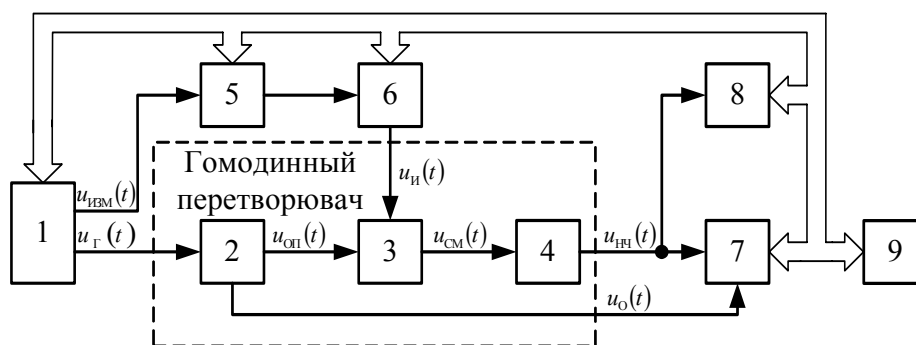 5
6
8
u_ИЗМ(t)
Гомодинный
перетворювач
u_И(t)
1
u_Г(t)
2
u_ОП(t)
3
u_СМ(t)
4
u_НЧ(t)
7
9
u_О(t)